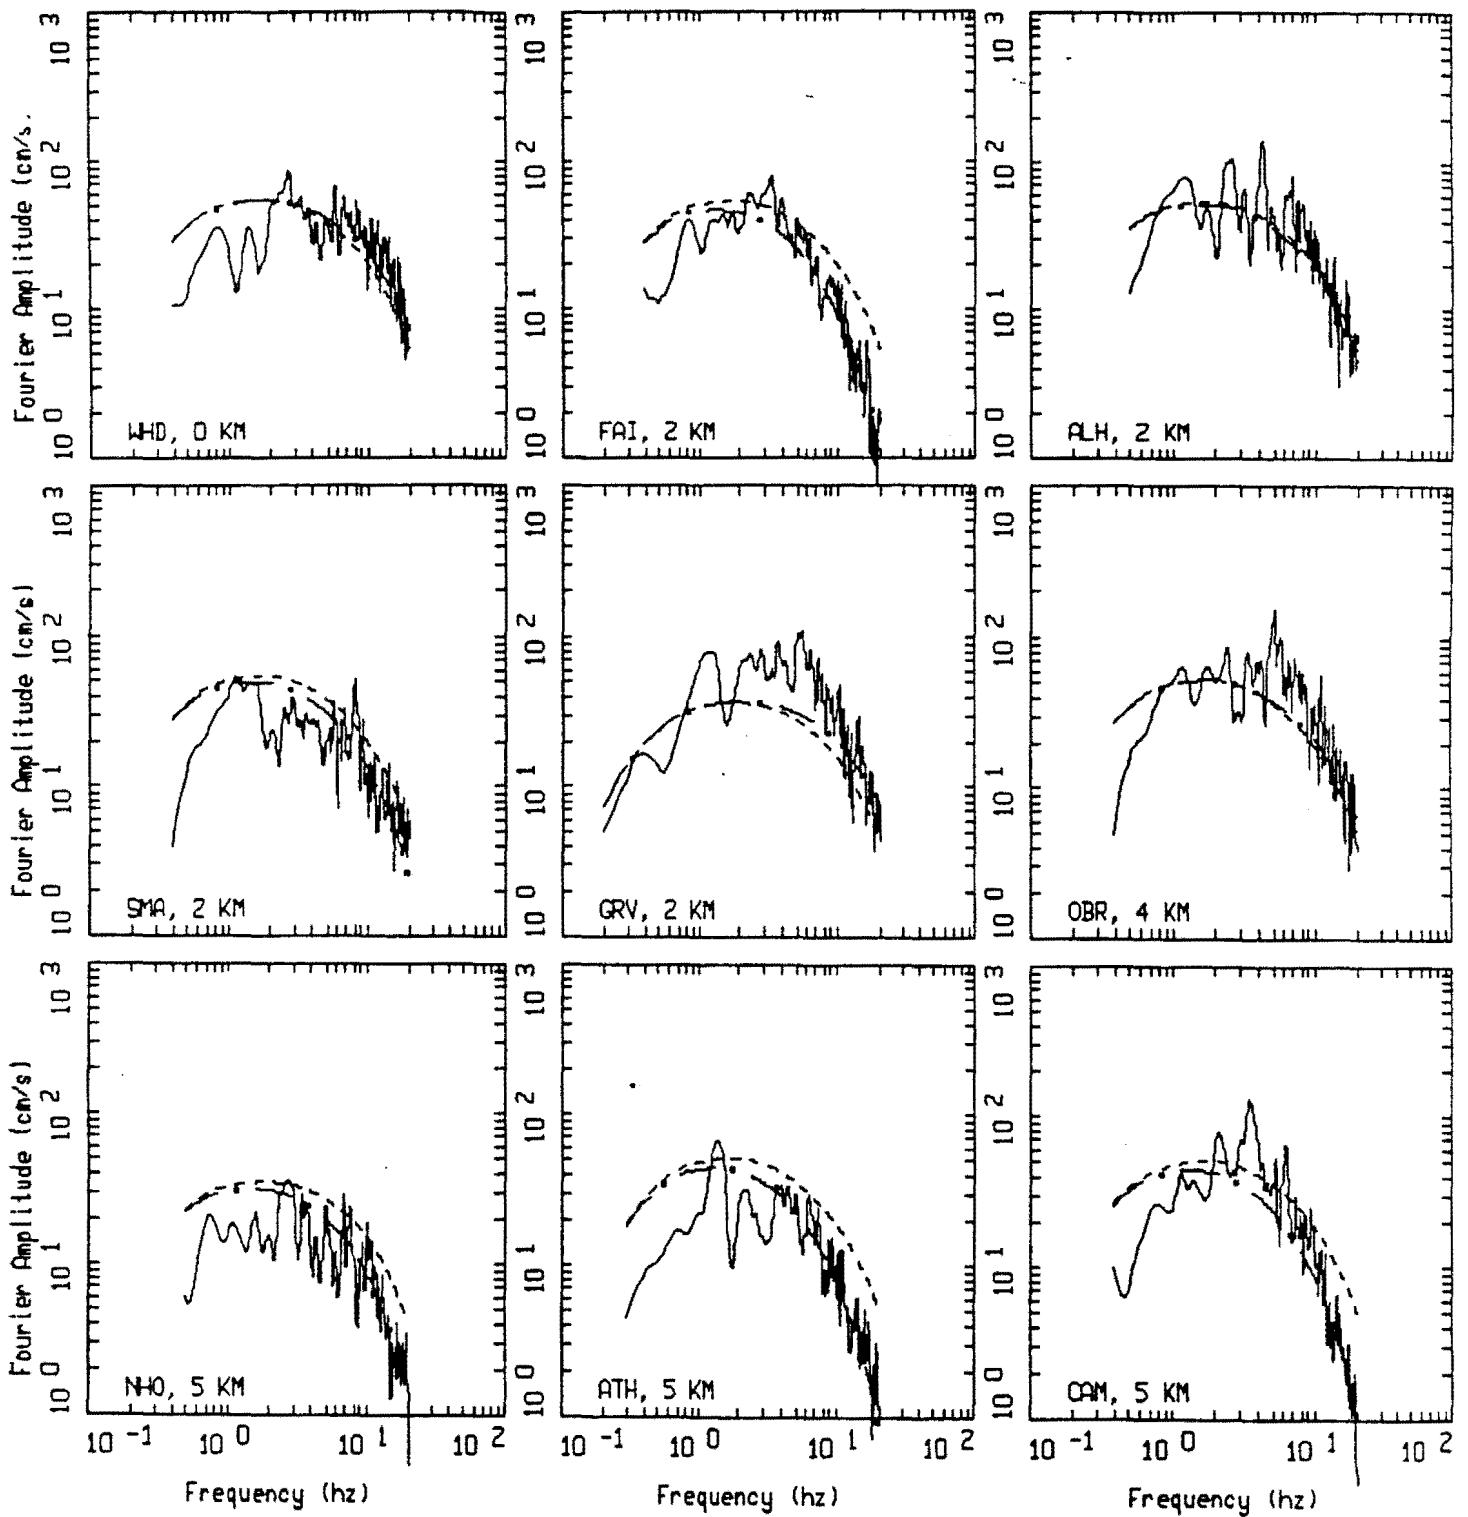 Fourier Amplitude (cm/s.
10 3
10 2
10 1
10 0
WHD, 0 KM
10 3
10 2
10 1
10 0
FAI, 2 KM
10 3
10 2
10 1
10 0
ALH, 2 KM
Fourier Amplitude (cm/s)
10 3
10 2
10 1
10 0
SMA, 2 KM
10 3
10 2
10 1
10 0
GRV, 2 KM
10 3
10 2
10 1
10 0
OBR, 4 KM
Fourier Amplitude (cm/s)
10 3
10 2
10 1
10 0
NHO, 5 KM
10 3
10 2
10 1
10 0
ATH, 5 KM
10 3
10 2
10 1
10 0
CAM, 5 KM
10 -1 10 0 10 1 10 2
10 -1 10 0 10 1 10 2
10 -1 10 0 10 1 10 2
Frequency (hz)
Frequency (hz)
Frequency (hz)